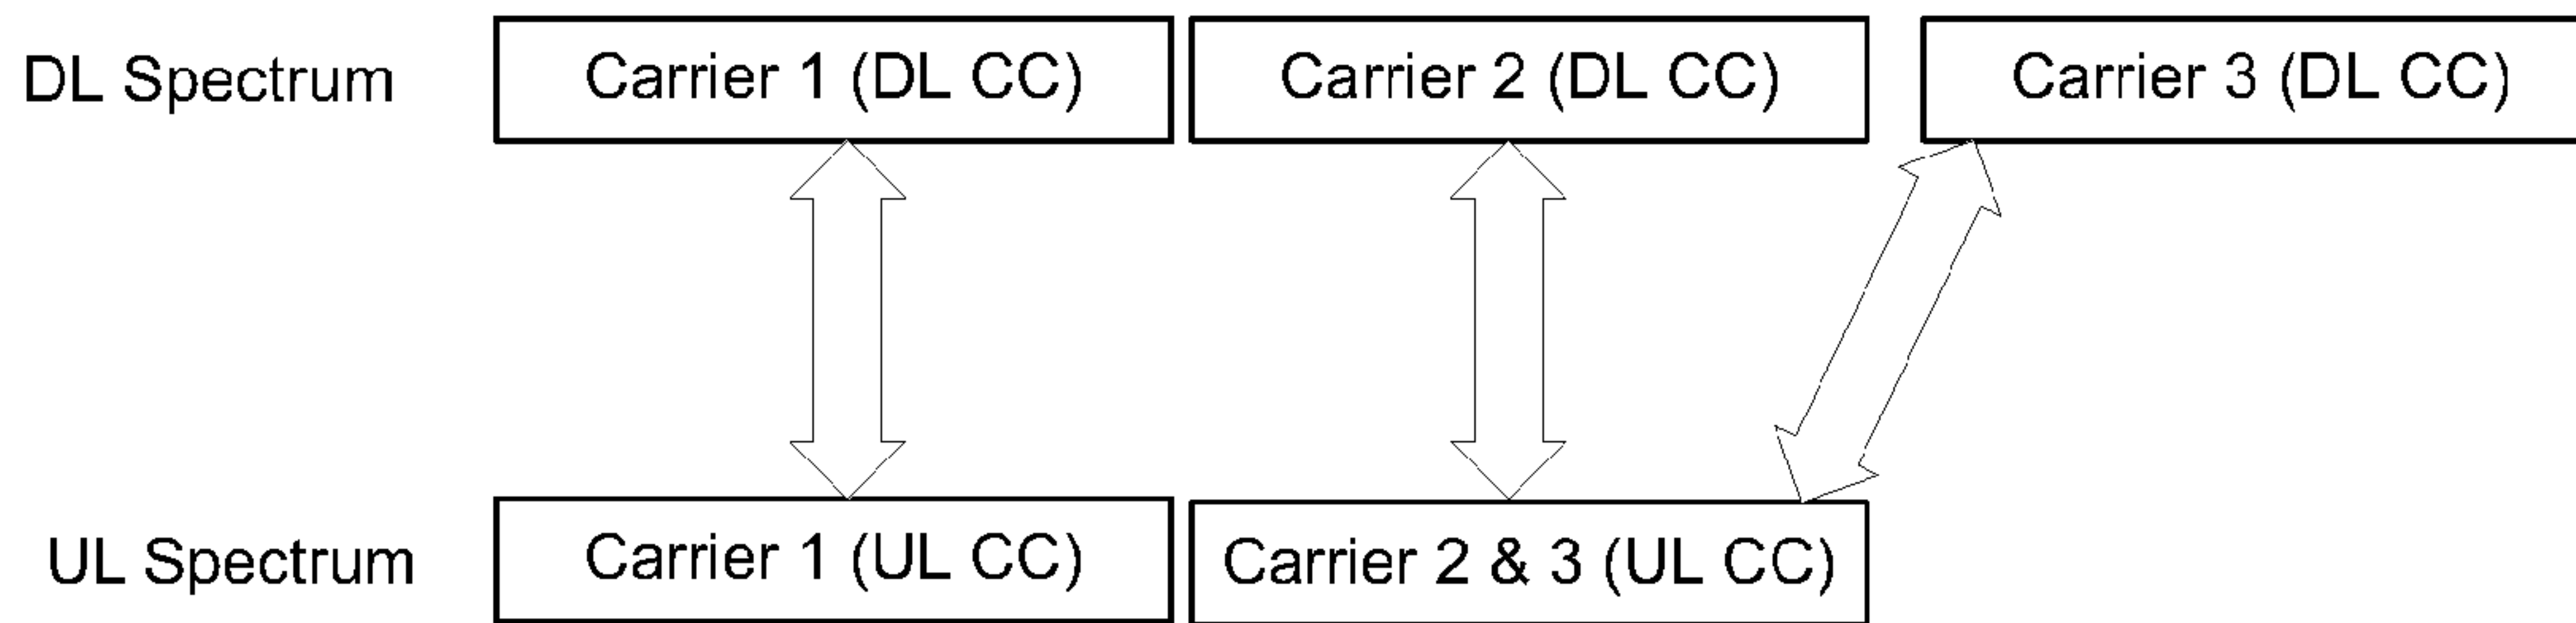 DL Spectrum Carrier 1 (DL CC) Carrier 2 (DL CC) Carrier 3 (DL CC)
UL Spectrum Carrier 1 (UL CC) Carrier 2 & 3 (UL CC)